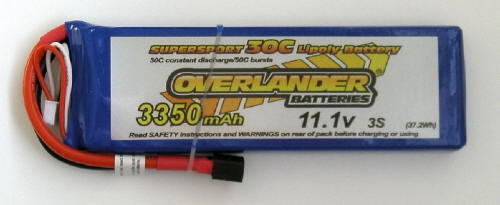 SUPERSPORT 30C Lipoly Battery
30C constant discharge/50C bursts
OVERLANDER®
BATTERIES
3350mAh
11.1v 3S (37.2Wh)
Read SAFETY instructions and WARNINGS on rear of pack before charging or using